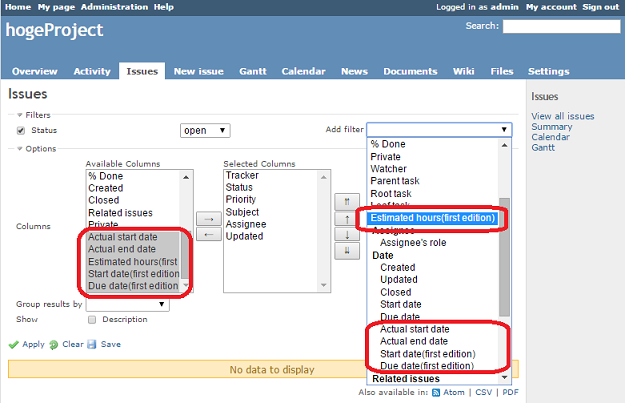 Home My page Administration Help Logged in as admin My account Sign out
hogeProject Search:
Overview Activity Issues New issue Gantt Calendar News Documents Wiki Files Settings
Issues
Filters
Status open Add filter
Options
Available Columns Selected Columns
Columns
% Done
Created
Closed
Related issues
Private
Actual start date
Actual end date
Estimated hours(first
Start date(first edition
Due date(first edition
Tracker
Status
Priority
Subject
Assignee
Updated
% Done
Private
Watcher
Parent task
Root task
Leaf task
Estimated hours(first edition)
Assignee
Assignee's role
Date
Created
Updated
Closed
Start date
Due date
Actual start date
Actual end date
Start date(first edition)
Due date(first edition)
Related issues
Group results by
Show Description
Apply Clear Save
No data to display
Also available in: Atom | CSV | PDF
Issues
View all issues
Summary
Calendar
Gantt